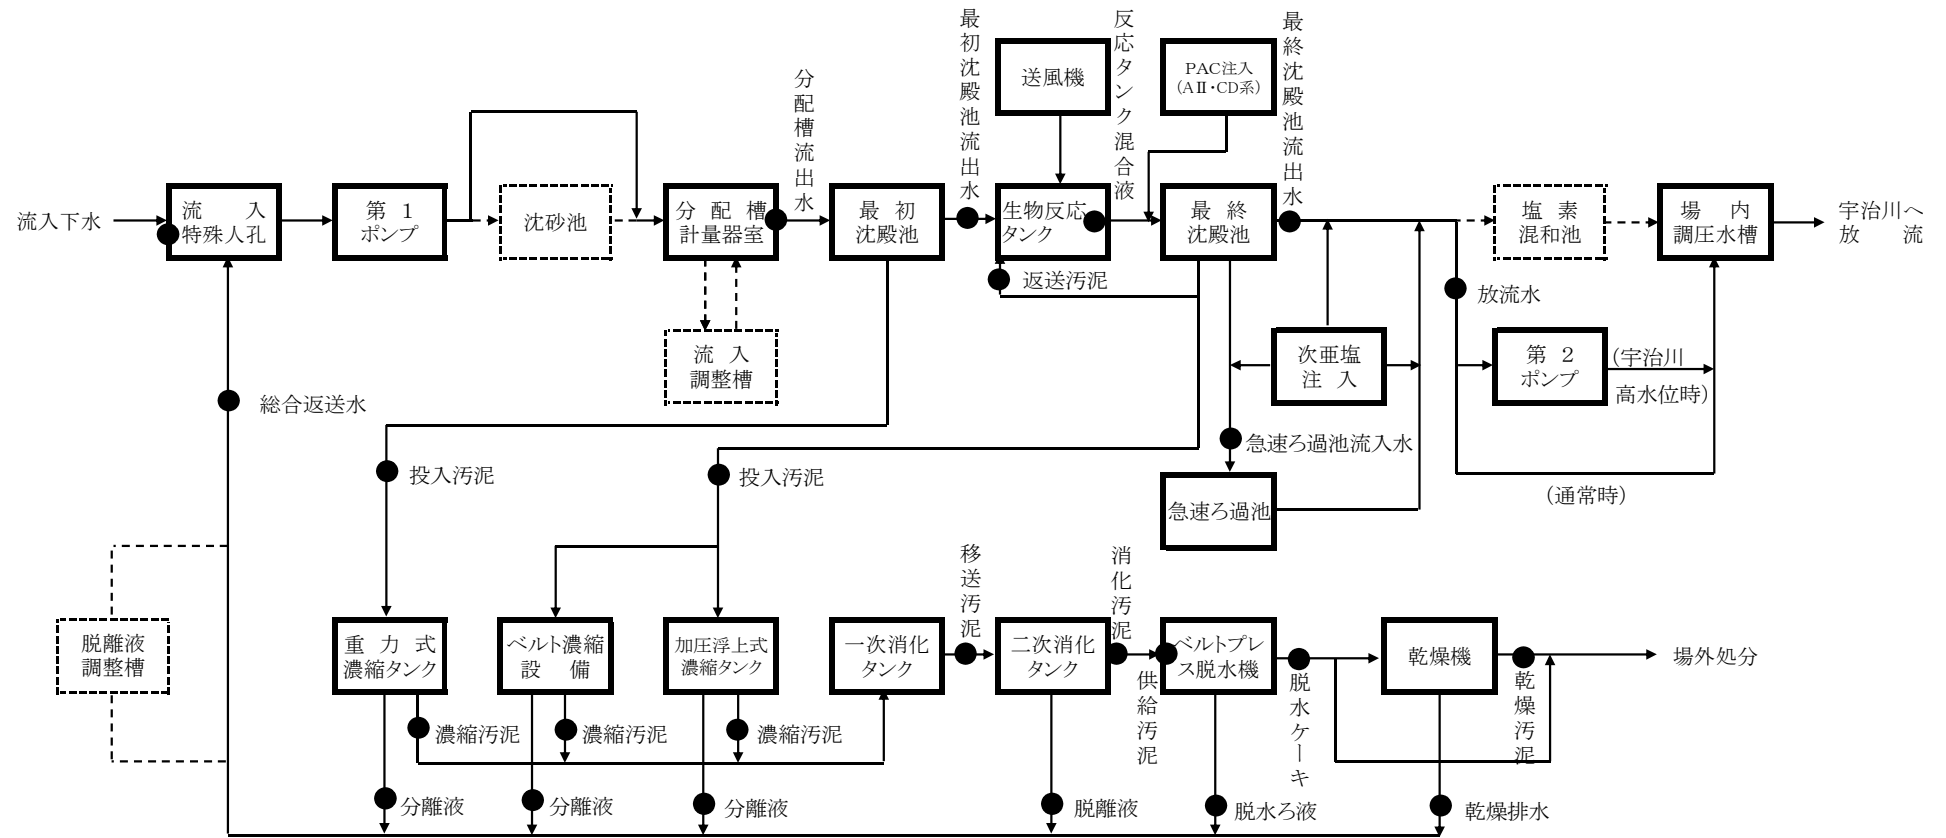 最初沈殿池流出水
反応タンク混合液
最終沈殿池流出水
分配槽流出水
送風機
PAC注入
(AⅡ・CD系)
流入下水
流　入
特殊人孔
第 1
ポンプ
沈砂池
分 配 槽
計量器室
最 初
沈殿池
生物反応
タンク
最 終
沈殿池
塩 素
混和池
場 内
調圧水槽
宇治川へ
放　流
返送汚泥
放流水
流 入
調整槽
次亜塩
注 入
第 2
ポンプ
(宇治川
高水位時)
総合返送水
投入汚泥
投入汚泥
急速ろ過池流入水
(通常時)
急速ろ過池
移送汚泥
消化汚泥
脱離液
調整槽
重 力 式
濃縮タンク
ベルト濃縮
設　備
加圧浮上式
濃縮タンク
一次消化
タンク
二次消化
タンク
ベルトプレ
ス脱水機
乾燥機
場外処分
供給汚泥
脱水ケーキ
乾燥汚泥
濃縮汚泥
濃縮汚泥
濃縮汚泥
分離液
分離液
分離液
脱離液
脱水ろ液
乾燥排水